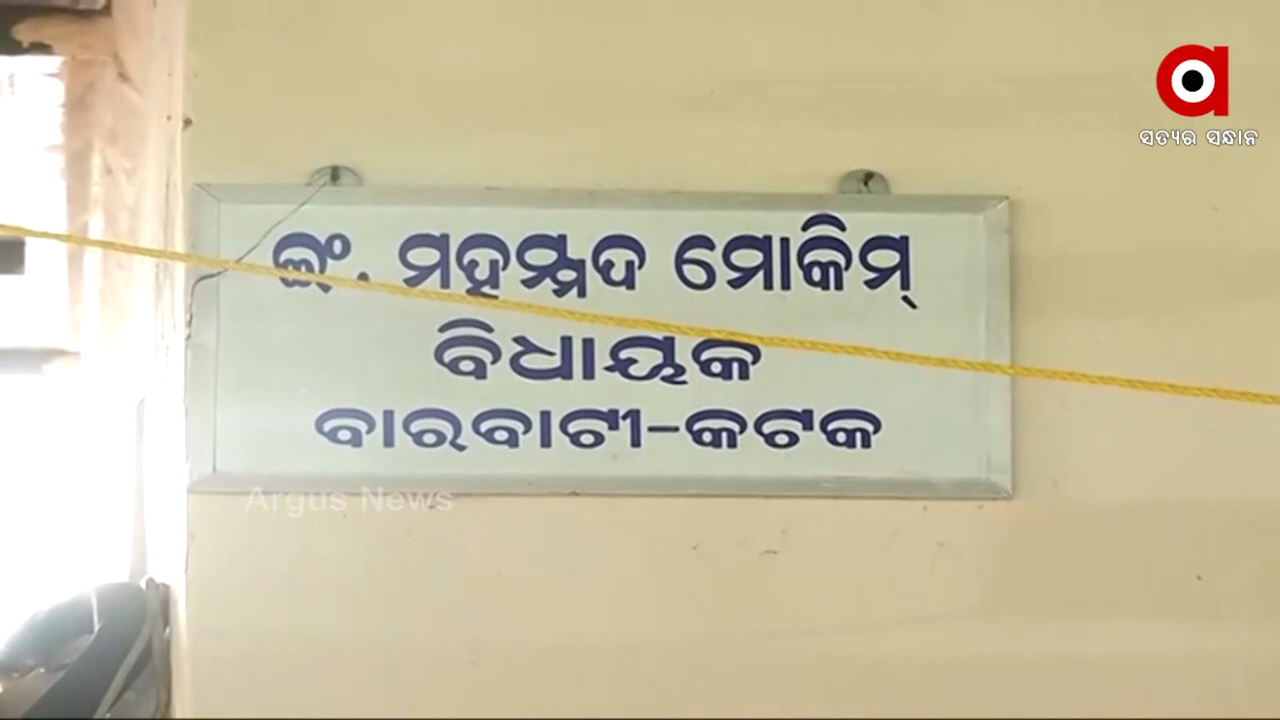 ସତ୍ୟର ସନ୍ଧାନ
ଇଂ. ମହମ୍ମଦ ମୋକିମ୍
ବିଧାୟକ
ବାରବାଟୀ-କଟକ
Argus News